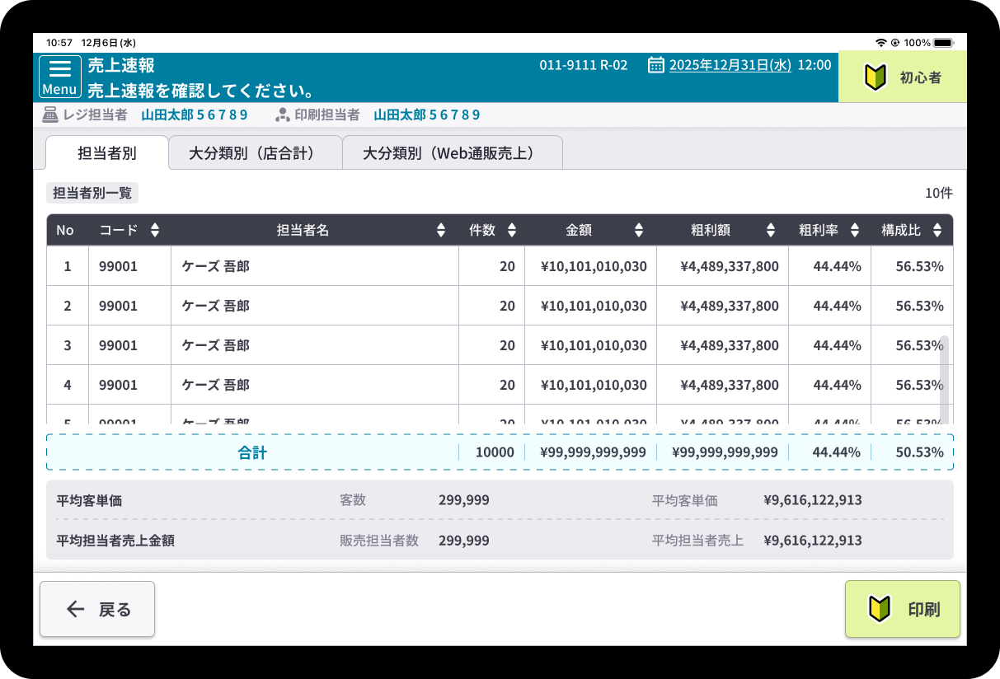 10:57 12月6日(水) 100%
Menu 売上速報 011-9111 R-02 2025年12月31日(水) 12:00 初心者
売上速報を確認してください。
レジ担当者 山田太郎56789 印刷担当者 山田太郎56789
担当者別 大分類別（店合計） 大分類別（Web通販売上）
担当者別一覧 10件
No コード 担当者名 件数 金額 粗利額 粗利率 構成比
1 99001 ケーズ 吾郎 20 ¥10,101,010,030 ¥4,489,337,800 44.44% 56.53%
2 99001 ケーズ 吾郎 20 ¥10,101,010,030 ¥4,489,337,800 44.44% 56.53%
3 99001 ケーズ 吾郎 20 ¥10,101,010,030 ¥4,489,337,800 44.44% 56.53%
4 99001 ケーズ 吾郎 20 ¥10,101,010,030 ¥4,489,337,800 44.44% 56.53%
5 99001 ケーズ 吾郎 20 ¥10,101,010,030 ¥4,489,337,800 44.44% 56.53%
合計 10000 ¥99,999,999,999 ¥99,999,999,999 44.44% 50.53%
平均客単価 客数 299,999 平均客単価 ¥9,616,122,913
平均担当者売上金額 販売担当者数 299,999 平均担当者売上 ¥9,616,122,913
戻る 印刷